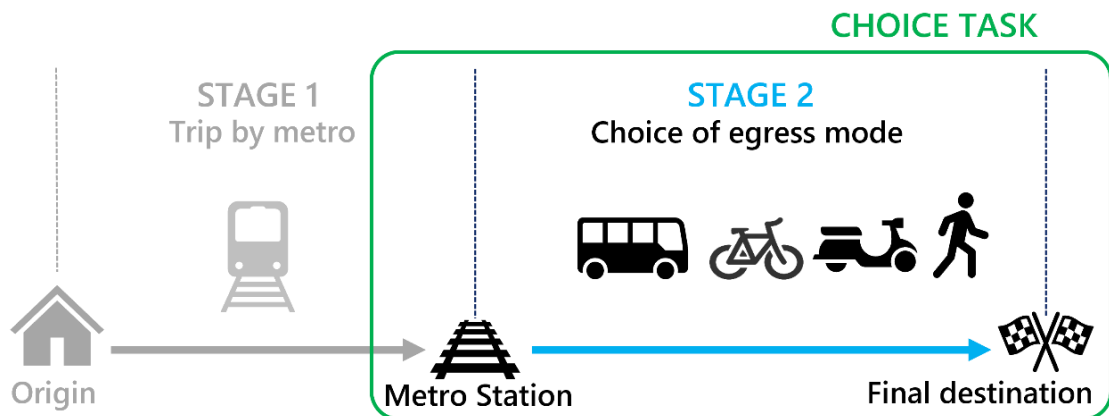 CHOICE TASK
STAGE 1
Trip by metro
STAGE 2
Choice of egress mode
Origin
Metro Station
Final destination